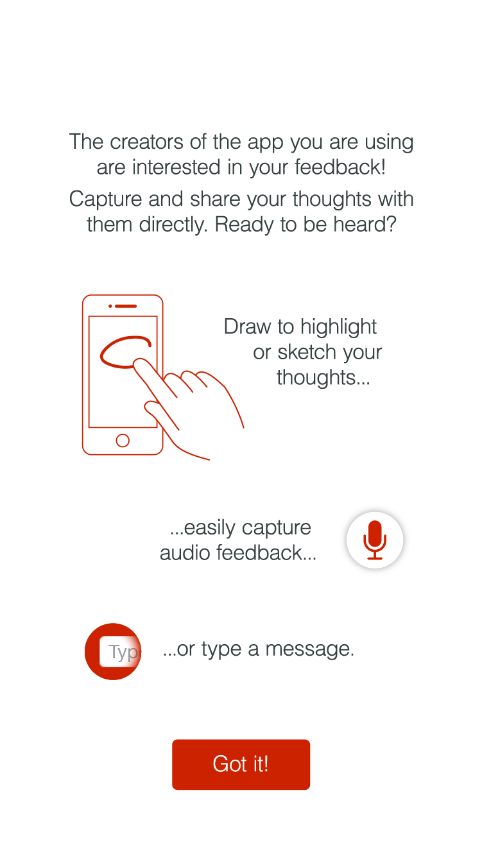 The creators of the app you are using
are interested in your feedback!
Capture and share your thoughts with
them directly. Ready to be heard?
Draw to highlight
or sketch your
thoughts...
...easily capture
audio feedback...
Typ
...or type a message.
Got it!